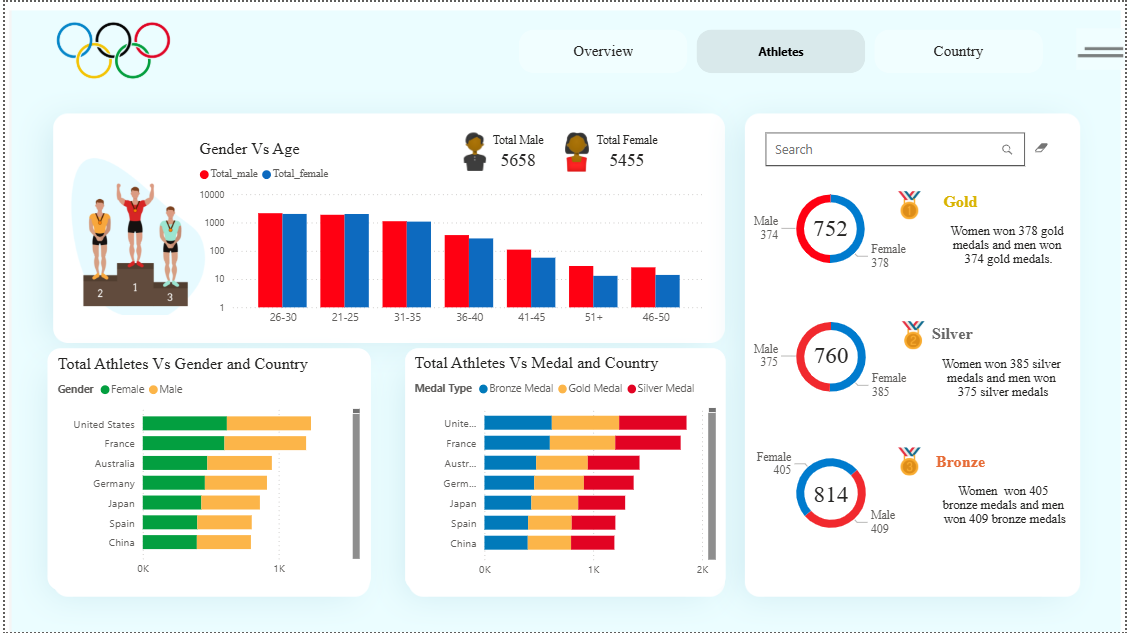 Overview
Athletes
Country
Gender Vs Age
Total_male
Total_female
Total Male
5658
Total Female
5455
10000
1000
100
10
1
26-30
21-25
31-35
36-40
41-45
51+
46-50
2
1
3
Total Athletes Vs Gender and Country
Gender
Female
Male
United States
France
Australia
Germany
Japan
Spain
China
0K
1K
Total Athletes Vs Medal and Country
Medal Type
Bronze Medal
Gold Medal
Silver Medal
Unite...
France
Austr...
Germ...
Japan
Spain
China
0K
1K
2K
Search
Male
374
752
Female
378
1
Gold
Women won 378 gold
medals and men won
374 gold medals.
Male
375
760
Female
385
2
Silver
Women won 385 silver
medals and men won
375 silver medals
Female
405
814
Male
409
3
Bronze
Women  won 405
bronze medals and men
won 409 bronze medals